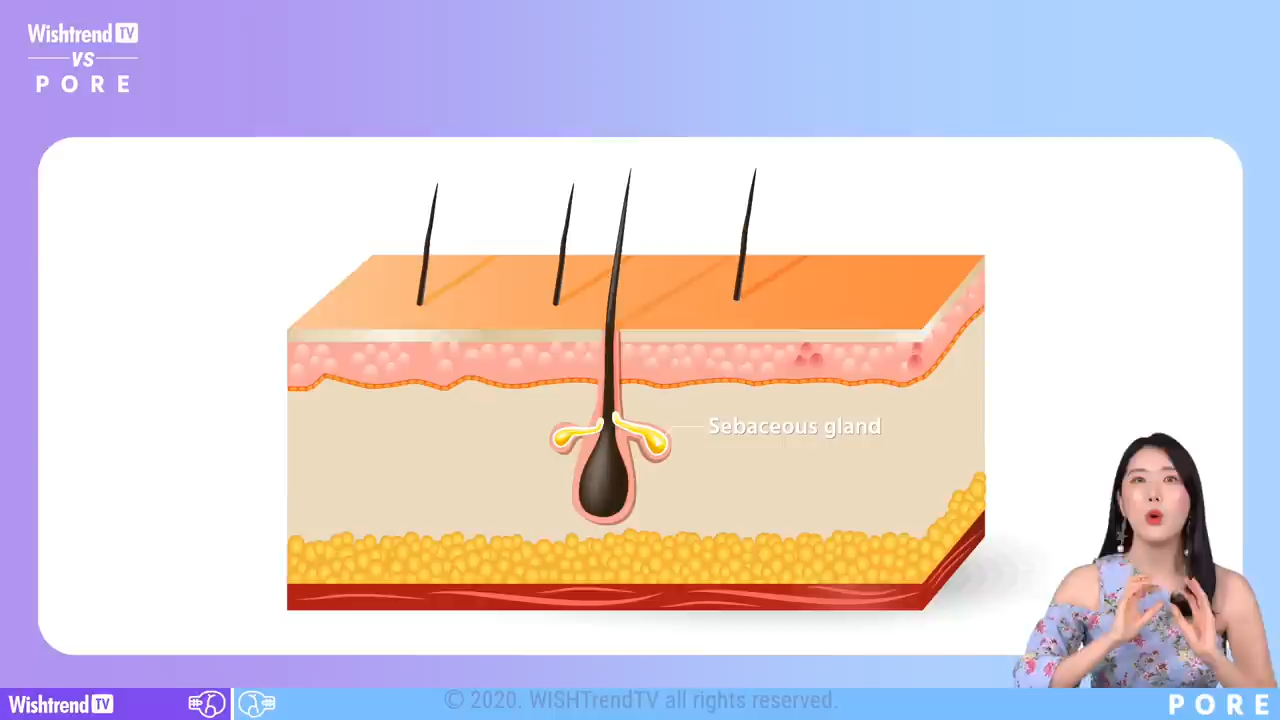 Wishtrend TV
VS
PORE
Sebaceous gland
Wishtrend TV
© 2020. WISHTrendTV all rights reserved.
PORE